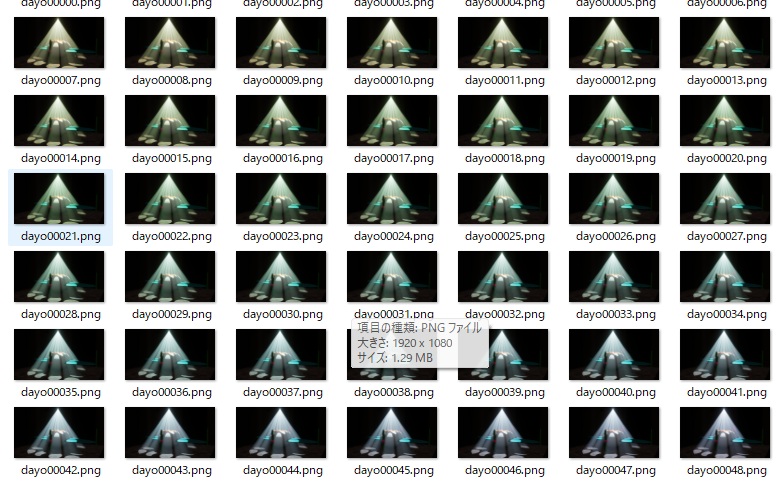 dayo00000.png dayo00001.png dayo00002.png dayo00003.png dayo00004.png dayo00005.png dayo00006.png
dayo00007.png dayo00008.png dayo00009.png dayo00010.png dayo00011.png dayo00012.png dayo00013.png
dayo00014.png dayo00015.png dayo00016.png dayo00017.png dayo00018.png dayo00019.png dayo00020.png
dayo00021.png dayo00022.png dayo00023.png dayo00024.png dayo00025.png dayo00026.png dayo00027.png
dayo00028.png dayo00029.png dayo00030.png dayo00031.png dayo00032.png dayo00033.png dayo00034.png
項目の種類: PNG ファイル
大きさ: 1920 x 1080
サイズ: 1.29 MB
dayo00035.png dayo00036.png dayo00037.png dayo00038.png dayo00039.png dayo00040.png dayo00041.png
dayo00042.png dayo00043.png dayo00044.png dayo00045.png dayo00046.png dayo00047.png dayo00048.png